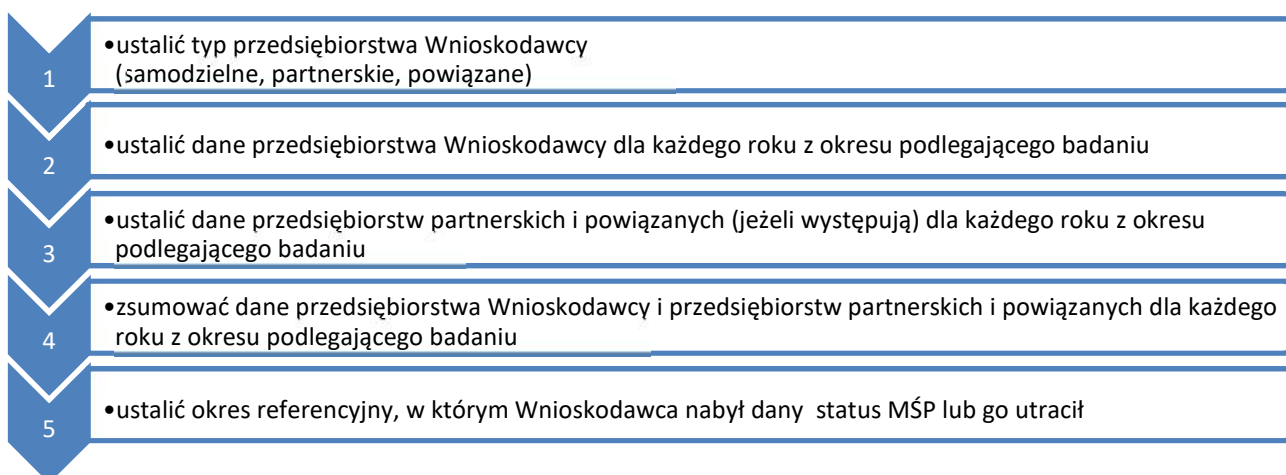 1
•ustalić typ przedsiębiorstwa Wnioskodawcy
(samodzielne, partnerskie, powiązane)
2
•ustalić dane przedsiębiorstwa Wnioskodawcy dla każdego roku z okresu podlegającego badaniu
3
•ustalić dane przedsiębiorstw partnerskich i powiązanych (jeżeli występują) dla każdego roku z okresu
podlegającego badaniu
4
•zsumować dane przedsiębiorstwa Wnioskodawcy i przedsiębiorstw partnerskich i powiązanych dla każdego
roku z okresu podlegającego badaniu
5
•ustalić okres referencyjny, w którym Wnioskodawca nabył dany status MŚP lub go utracił